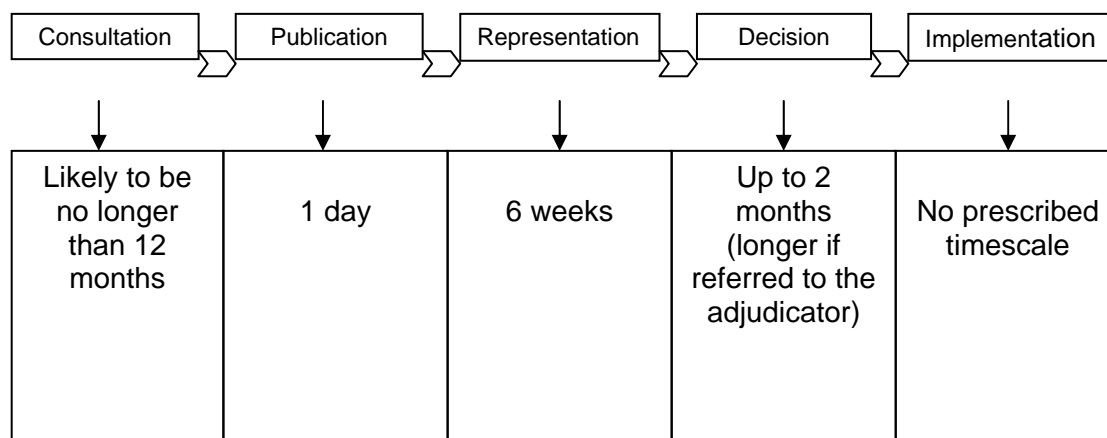 Consultation
Publication
Representation
Decision
Implementation
Likely to be
no longer
than 12
months
1 day
6 weeks
Up to 2
months
(longer if
referred to the
adjudicator)
No prescribed
timescale